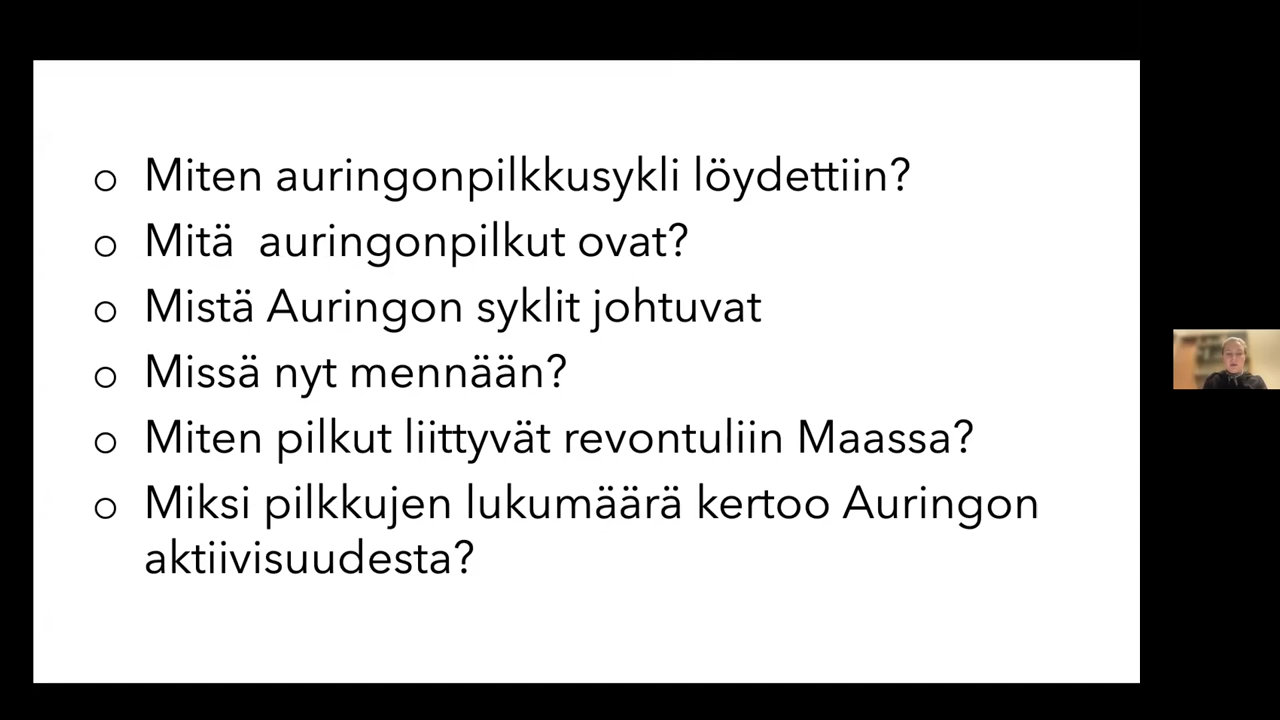 Miten auringonpilkkusykli löydettiin?
Mitä  auringonpilkut ovat?
Mistä Auringon syklit johtuvat
Missä nyt mennään?
Miten pilkut liittyvät revontuliin Maassa?
Miksi pilkkujen lukumäärä kertoo Auringon
aktiivisuudesta?